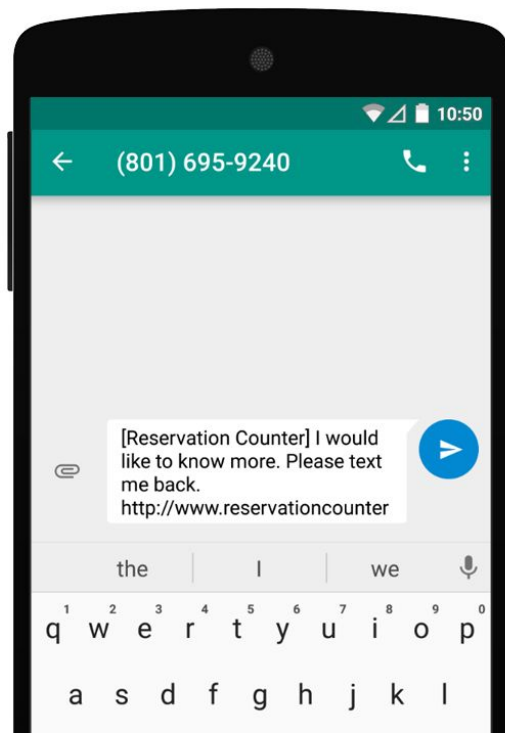 10:50
(801) 695-9240
[Reservation Counter] I would
like to know more. Please text
me back.
http://www.reservationcounter
the I we
1 2 3 4 5 6 7 8 9 0
q w e r t y u i o p
a s d f g h j k l